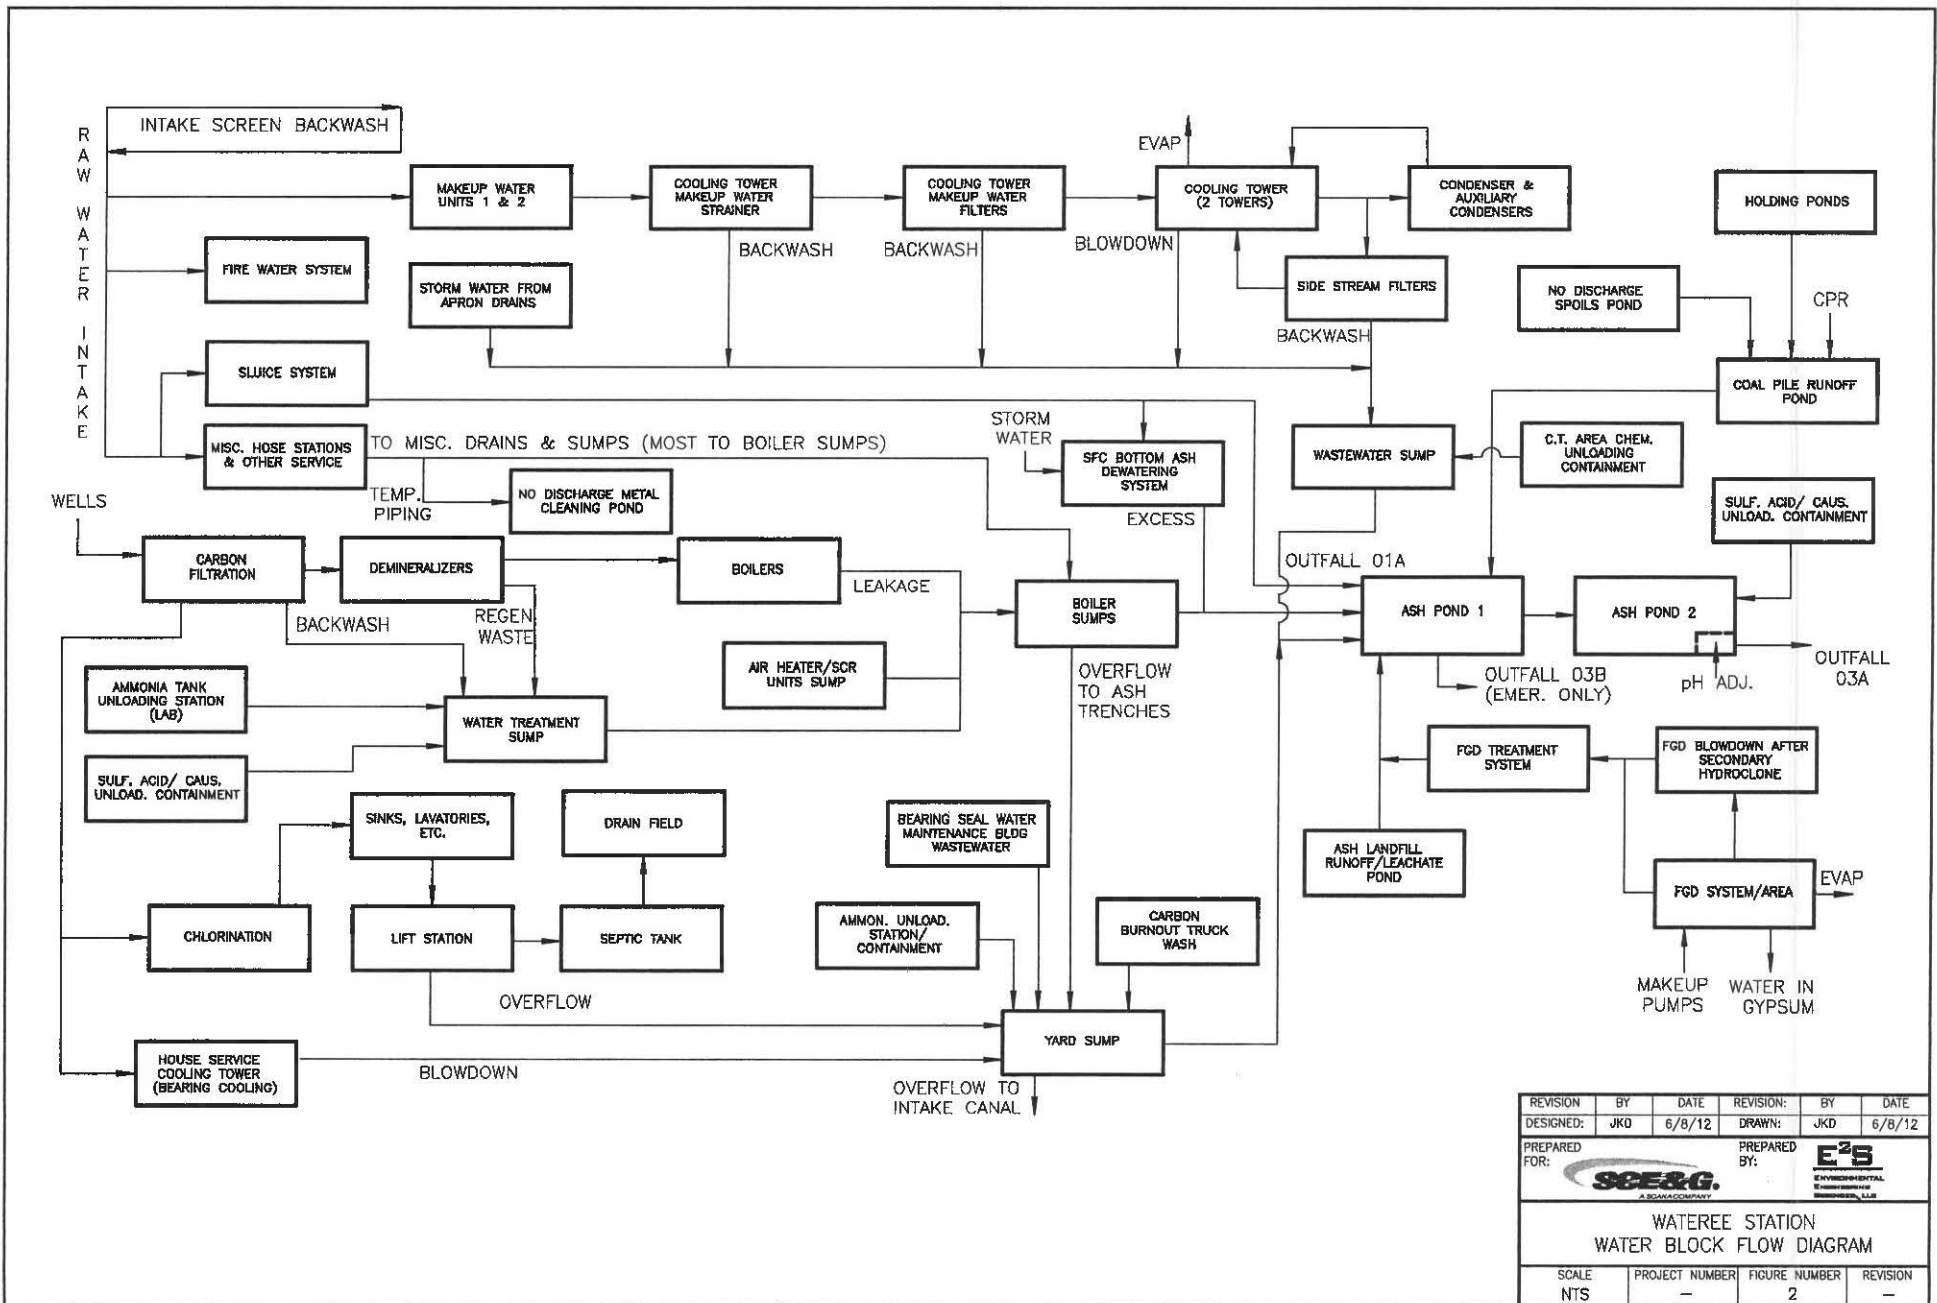 RAW WATER INTAKE
INTAKE SCREEN BACKWASH
MAKEUP WATER
UNITS 1 & 2
COOLING TOWER
MAKEUP WATER
STRAINER
COOLING TOWER
MAKEUP WATER
FILTERS
EVAP
COOLING TOWER
(2 TOWERS)
CONDENSER &
AUXILIARY
CONDENSERS
HOLDING PONDS
BACKWASH
BACKWASH
BLOWDOWN
FIRE WATER SYSTEM
STORM WATER FROM
APRON DRAINS
SIDE STREAM FILTERS
BACKWASH
NO DISCHARGE
SPOILS POND
CPR
SLUICE SYSTEM
COAL PILE RUNOFF
POND
MISC. HOSE STATIONS
& OTHER SERVICE
TO MISC. DRAINS & SUMPS (MOST TO BOILER SUMPS)
STORM
WATER
SFC BOTTOM ASH
DEWATERING
SYSTEM
WASTEWATER SUMP
C.T. AREA CHEM.
UNLOADING
CONTAINMENT
TEMP.
PIPING
NO DISCHARGE METAL
CLEANING POND
EXCESS
SULF. ACID/ CAUS.
UNLOAD. CONTAINMENT
WELLS
CARBON
FILTRATION
DEMINERALIZERS
BOILERS
LEAKAGE
OUTFALL 01A
BOILER
SUMPS
ASH POND 1
ASH POND 2
BACKWASH
REGEN
WASTE
AIR HEATER/SCR
UNITS SUMP
OVERFLOW
TO ASH
TRENCHES
OUTFALL 03B
(EMER. ONLY)
pH ADJ.
OUTFALL
03A
AMMONIA TANK
UNLOADING STATION
(LAB)
WATER TREATMENT
SUMP
SULF. ACID/ CAUS.
UNLOAD. CONTAINMENT
FGD TREATMENT
SYSTEM
FGD BLOWDOWN AFTER
SECONDARY
HYDROCLONE
SINKS, LAVATORIES,
ETC.
DRAIN FIELD
BEARING SEAL WATER
MAINTENANCE BLDG
WASTEWATER
ASH LANDFILL
RUNOFF/LEACHATE
POND
FGD SYSTEM/AREA
EVAP
CHLORINATION
LIFT STATION
SEPTIC TANK
AMMON. UNLOAD.
STATION/
CONTAINMENT
CARBON
BURNOUT TRUCK
WASH
MAKEUP
PUMPS
WATER IN
GYPSUM
OVERFLOW
YARD SUMP
HOUSE SERVICE
COOLING TOWER
(BEARING COOLING)
BLOWDOWN
OVERFLOW TO
INTAKE CANAL
REVISION BY DATE REVISION: BY DATE
DESIGNED: JKD 6/8/12 DRAWN: JKD 6/8/12
PREPARED
FOR:
SCE&G.
A SCANA COMPANY
PREPARED
BY:
E²S
ENVIRONMENTAL
ENGINEERING
WATEREE STATION
WATER BLOCK FLOW DIAGRAM
SCALE PROJECT NUMBER FIGURE NUMBER REVISION
NTS – 2 –